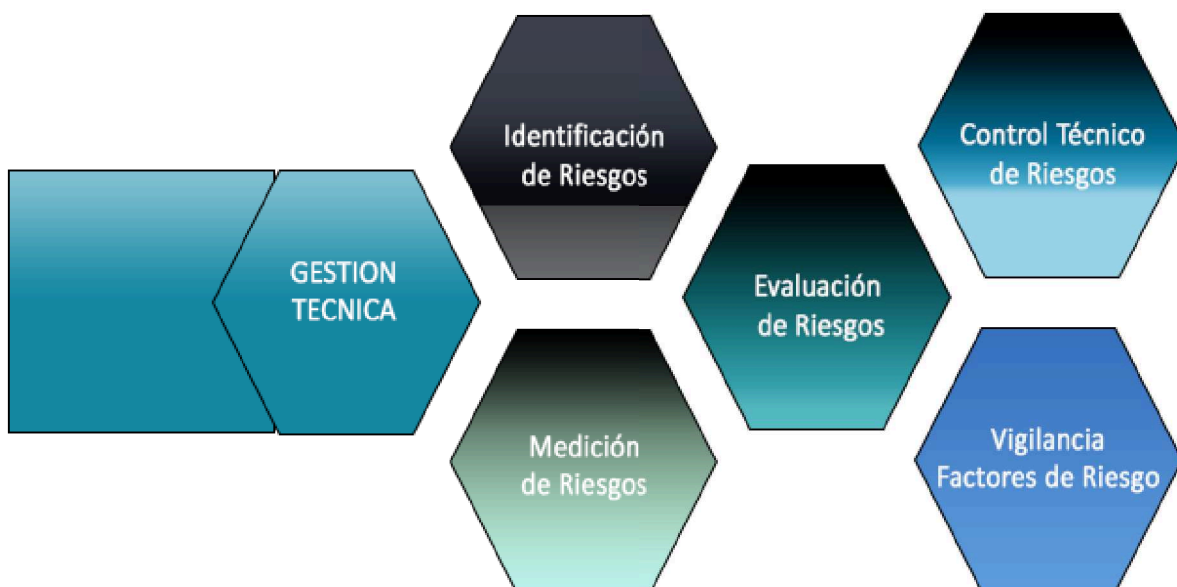 GESTION
TECNICA
Identificación
de Riesgos
Medición
de Riesgos
Evaluación
de Riesgos
Control Técnico
de Riesgos
Vigilancia
Factores de Riesgo